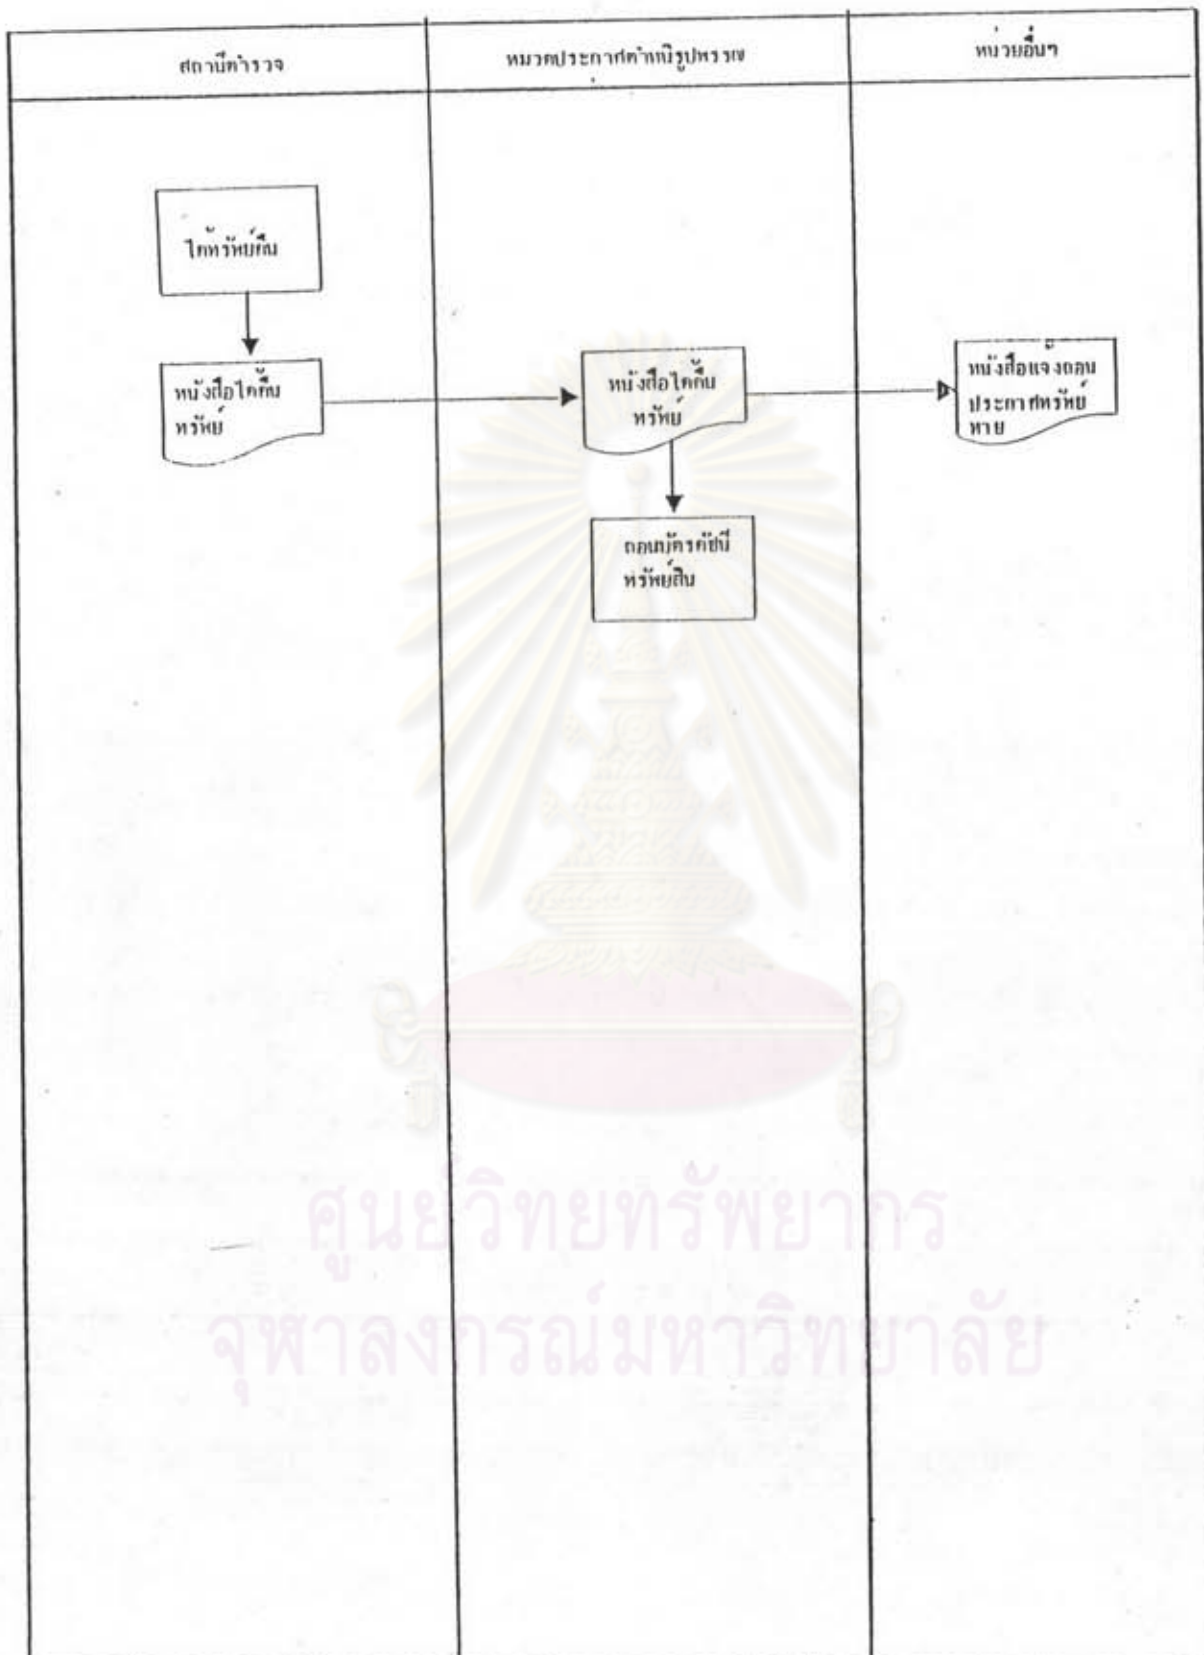 สถานีตำรวจ
หมวดประกาศตำหนิรูปพรรณ
หน่วยอื่นๆ
ได้ทรัพย์คืน
หนังสือได้คืน
ทรัพย์
หนังสือได้คืน
ทรัพย์
หนังสือแจ้งถอน
ประกาศทรัพย์
หาย
ถอนบัตรดัชนี
ทรัพย์สิน
ศูนย์วิทยทรัพยากร
จุฬาลงกรณ์มหาวิทยาลัย